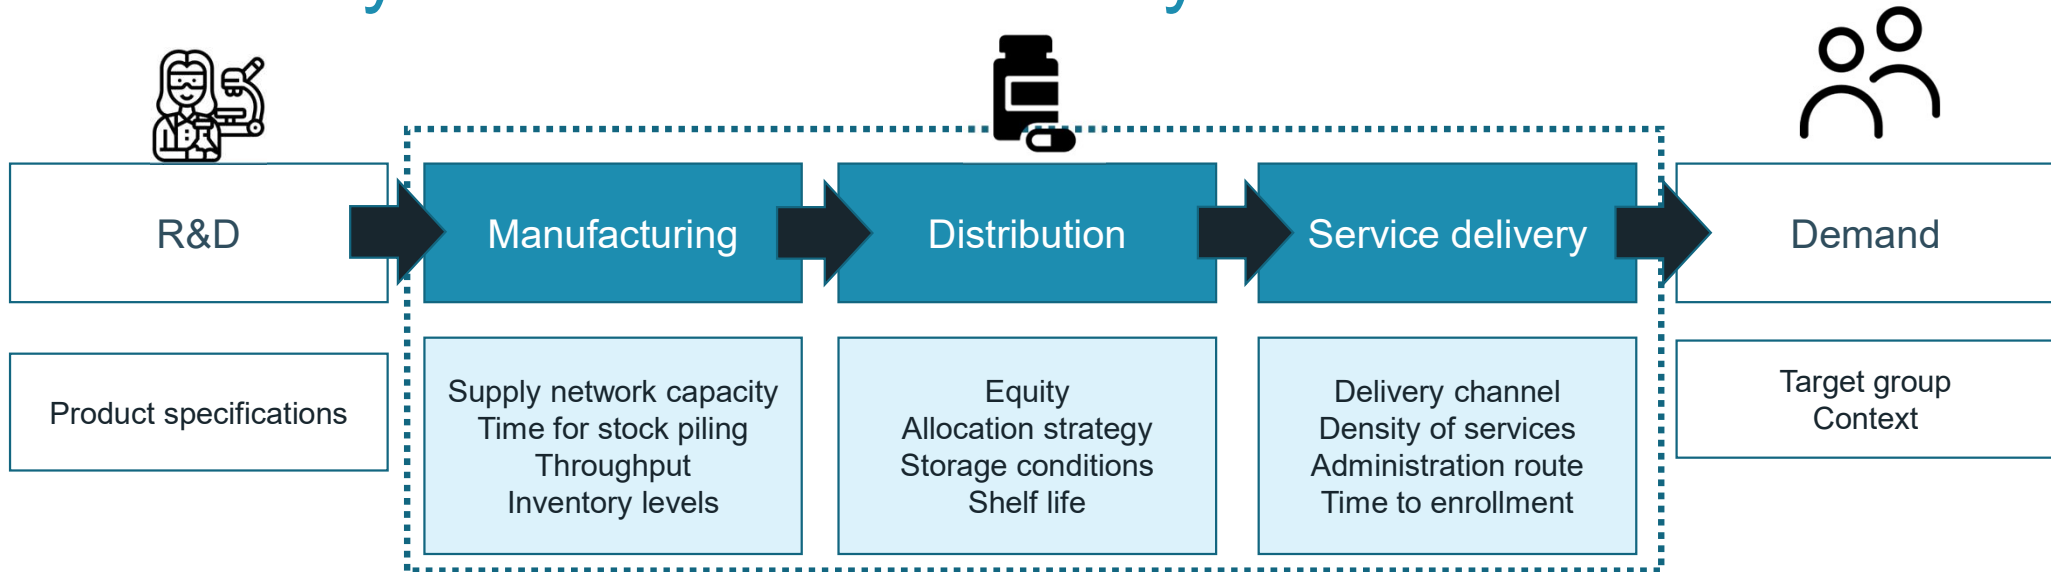 R&D
Manufacturing
Distribution
Service delivery
Demand
Product specifications
Supply network capacity
Time for stock piling
Throughput
Inventory levels
Equity
Allocation strategy
Storage conditions
Shelf life
Delivery channel
Density of services
Administration route
Time to enrollment
Target group
Context